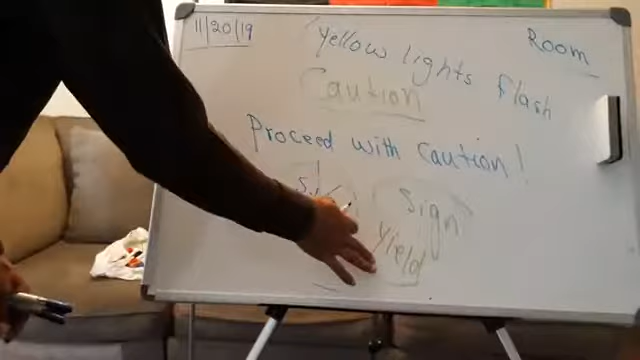 11/20/19
Room
Yellow lights flash
Caution
Proceed with caution!
Sign
Yield